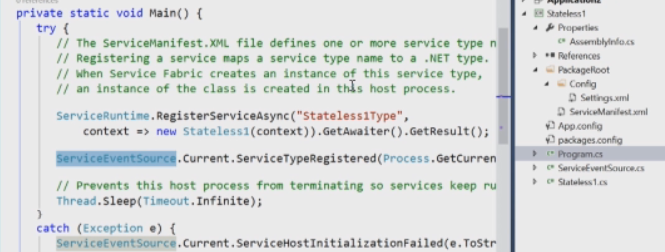 private static void Main() {
try {
// The ServiceManifest.XML file defines one or more service type n
// Registering a service maps a service type name to a .NET type.
// When Service Fabric creates an instance of this service type,
// an instance of the class is created in this host process.
ServiceRuntime.RegisterServiceAsync("Stateless1Type",
context => new Stateless1(context)).GetAwaiter().GetResult();
ServiceEventSource.Current.ServiceTypeRegistered(Process.GetCurren
// Prevents this host process from terminating so services keep ru
Thread.Sleep(Timeout.Infinite);
}
catch (Exception e) {
ServiceEventSource.Current.ServiceHostInitializationFailed(e.ToStr
Stateless1
Properties
AssemblyInfo.cs
References
PackageRoot
Config
Settings.xml
ServiceManifest.xml
App.config
packages.config
Program.cs
ServiceEventSource.cs
Stateless1.cs